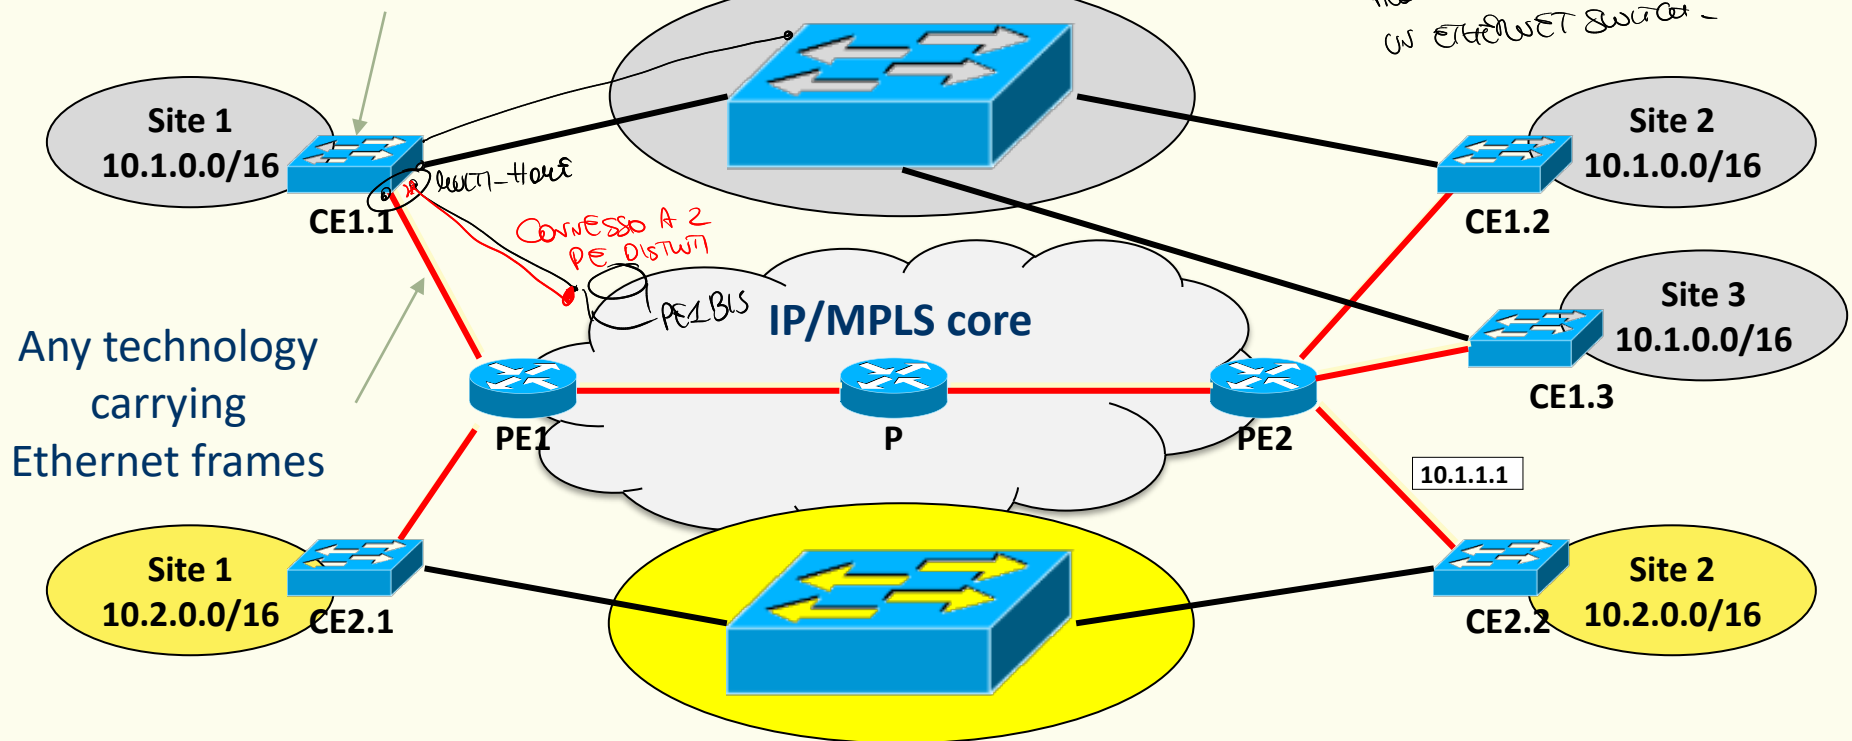 UN ETHERNET SWITCH
Site 1
10.1.0.0/16
CE1.1
MULTI-HOME
CONNESSO A 2
PE DISTINTI
PE1BIS
Site 2
10.1.0.0/16
CE1.2
Site 3
10.1.0.0/16
CE1.3
IP/MPLS core
Any technology
carrying
Ethernet frames
PE1
P
PE2
10.1.1.1
Site 1
10.2.0.0/16
CE2.1
Site 2
10.2.0.0/16
CE2.2